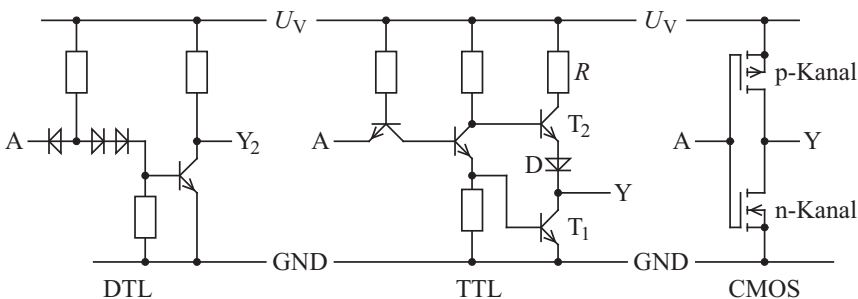 U_V U_V
R p-Kanal
T_2
A Y_2 A D A Y
Y
T_1 n-Kanal
GND GND
DTL TTL CMOS